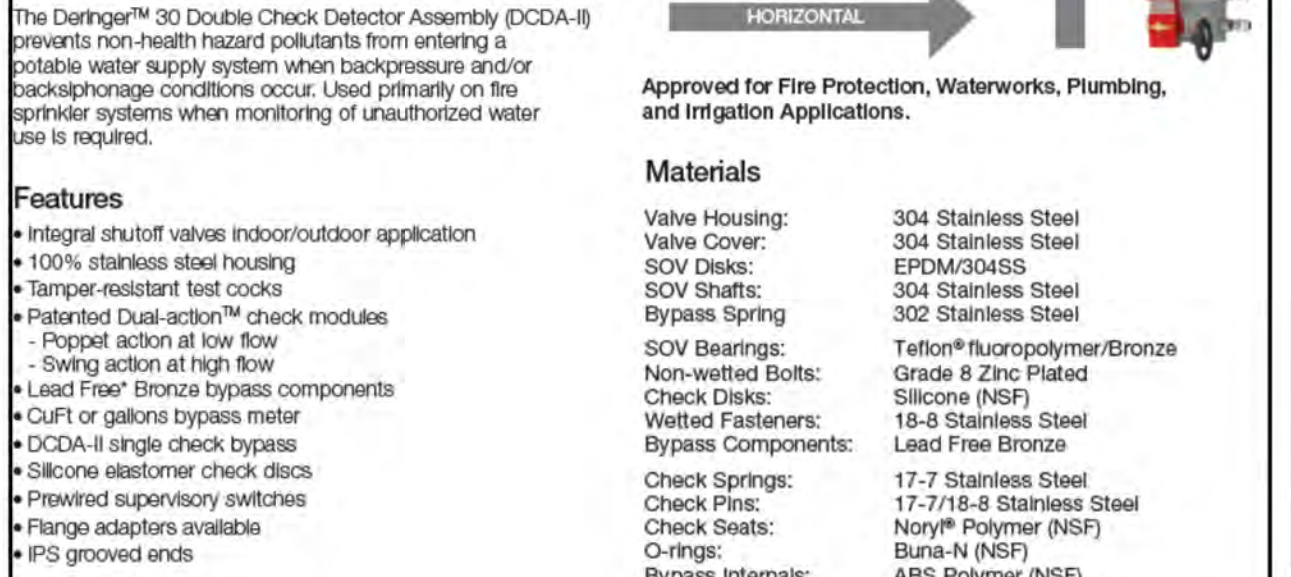 The Deringer™ 30 Double Check Detector Assembly (DCDA-II)
prevents non-health hazard pollutants from entering a
potable water supply system when backpressure and/or
backsiphonage conditions occur. Used primarily on fire
sprinkler systems when monitoring of unauthorized water
use is required.
Features
• Integral shutoff valves indoor/outdoor application
• 100% stainless steel housing
• Tamper-resistant test cocks
• Patented Dual-action™ check modules
- Poppet action at low flow
- Swing action at high flow
• Lead Free* Bronze bypass components
• CuFt or gallons bypass meter
• DCDA-II single check bypass
• Silicone elastomer check discs
• Prewired supervisory switches
• Flange adapters available
• IPS grooved ends
HORIZONTAL
Approved for Fire Protection, Waterworks, Plumbing,
and Irrigation Applications.
Materials
Valve Housing: 304 Stainless Steel
Valve Cover: 304 Stainless Steel
SOV Disks: EPDM/304SS
SOV Shafts: 304 Stainless Steel
Bypass Spring 302 Stainless Steel
SOV Bearings: Teflon® fluoropolymer/Bronze
Non-wetted Bolts: Grade 8 Zinc Plated
Check Disks: Silicone (NSF)
Wetted Fasteners: 18-8 Stainless Steel
Bypass Components: Lead Free Bronze
Check Springs: 17-7 Stainless Steel
Check Pins: 17-7/18-8 Stainless Steel
Check Seats: Noryl® Polymer (NSF)
O-rings: Buna-N (NSF)
Bypass Internals: ABS Polymer (NSF)